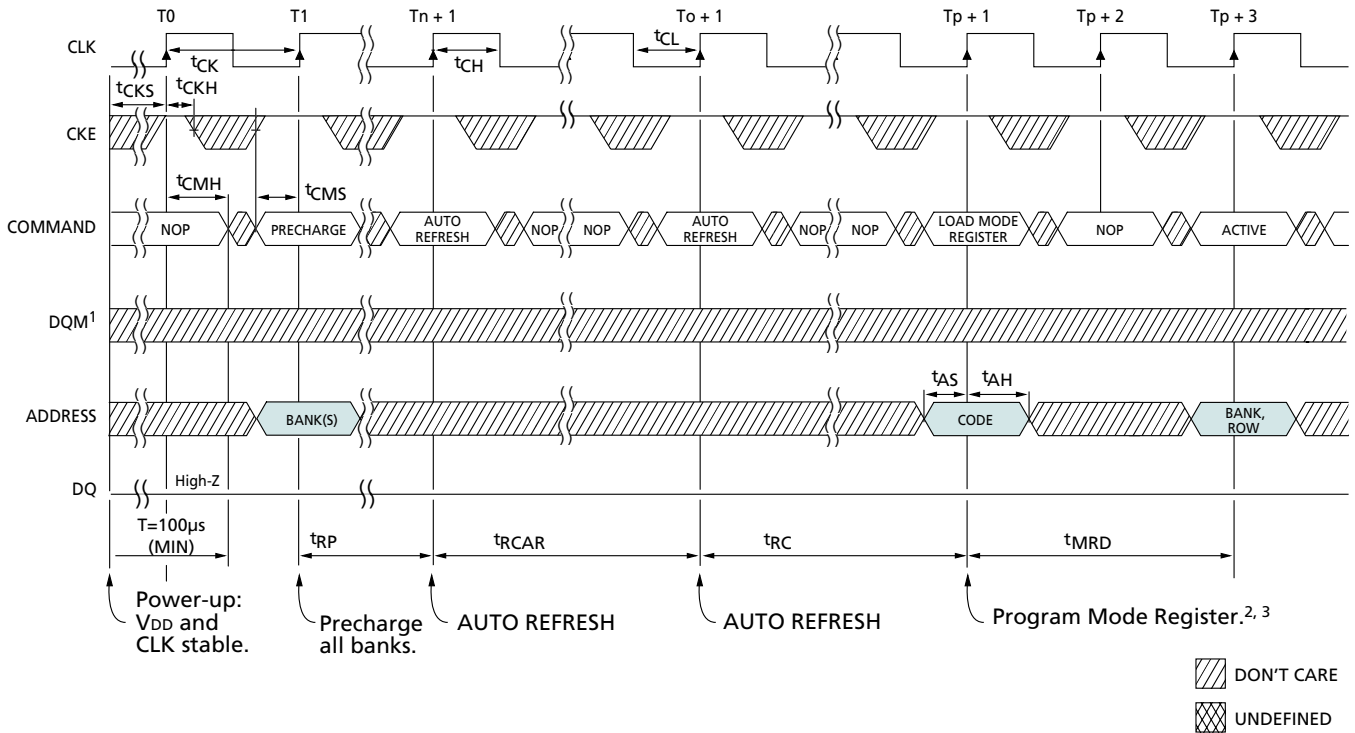 T0 T1 Tn + 1 To + 1 Tp + 1 Tp + 2 Tp + 3
CLK
tCK tCH tCL
tCKS tCKH
CKE
tCMH tCMS
COMMAND NOP PRECHARGE AUTO REFRESH NOP NOP AUTO REFRESH NOP NOP LOAD MODE REGISTER NOP ACTIVE
DQM1
tAS tAH
ADDRESS BANK(S) CODE BANK, ROW
DQ High-Z
T=100µs
(MIN)
tRP tRCAR tRC tMRD
Power-up:
VDD and
CLK stable.
Precharge
all banks.
AUTO REFRESH
AUTO REFRESH
Program Mode Register.2, 3
DON'T CARE
UNDEFINED